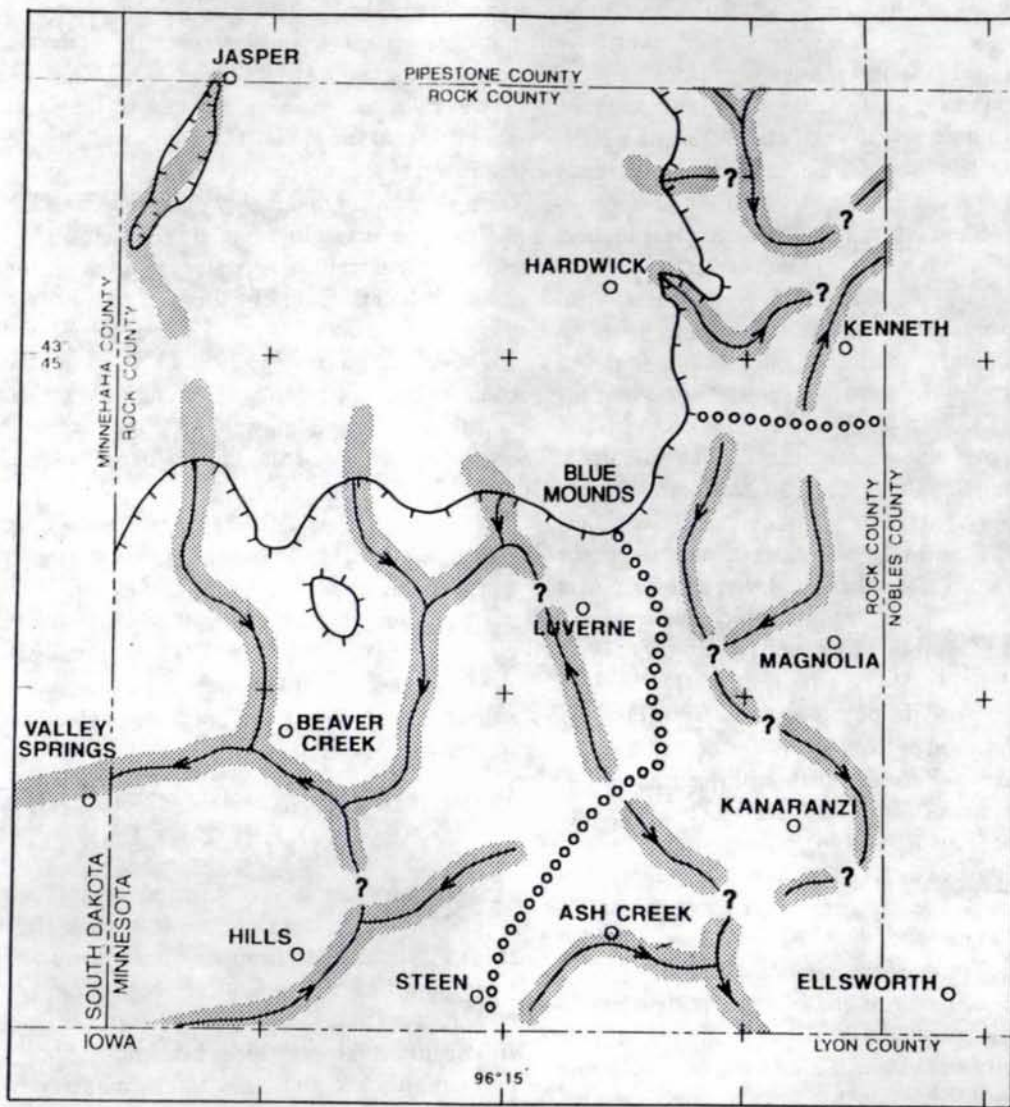 JASPER
PIPESTONE COUNTY
ROCK COUNTY
?
?
HARDWICK
?
KENNETH
MINNEHAHA COUNTY
ROCK COUNTY
43
45
BLUE
MOUNDS
ROCK COUNTY
NOBLES COUNTY
?
LUVERNE
?
MAGNOLIA
VALLEY
SPRINGS
BEAVER
CREEK
?
KANARANZI
?
?
?
SOUTH DAKOTA
MINNESOTA
HILLS
ASH CREEK
STEEN
ELLSWORTH
IOWA
LYON COUNTY
96°15'